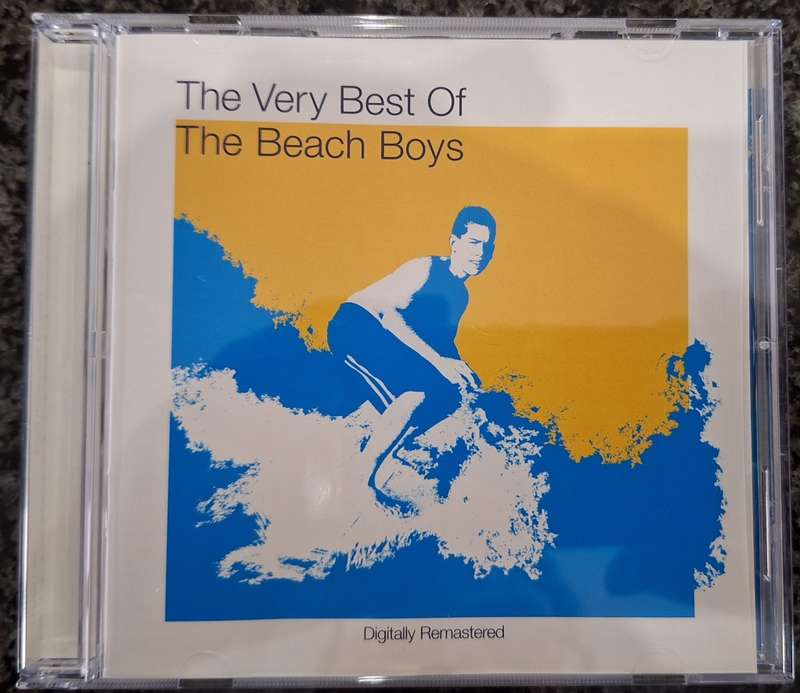 The Very Best Of
The Beach Boys
Digitally Remastered